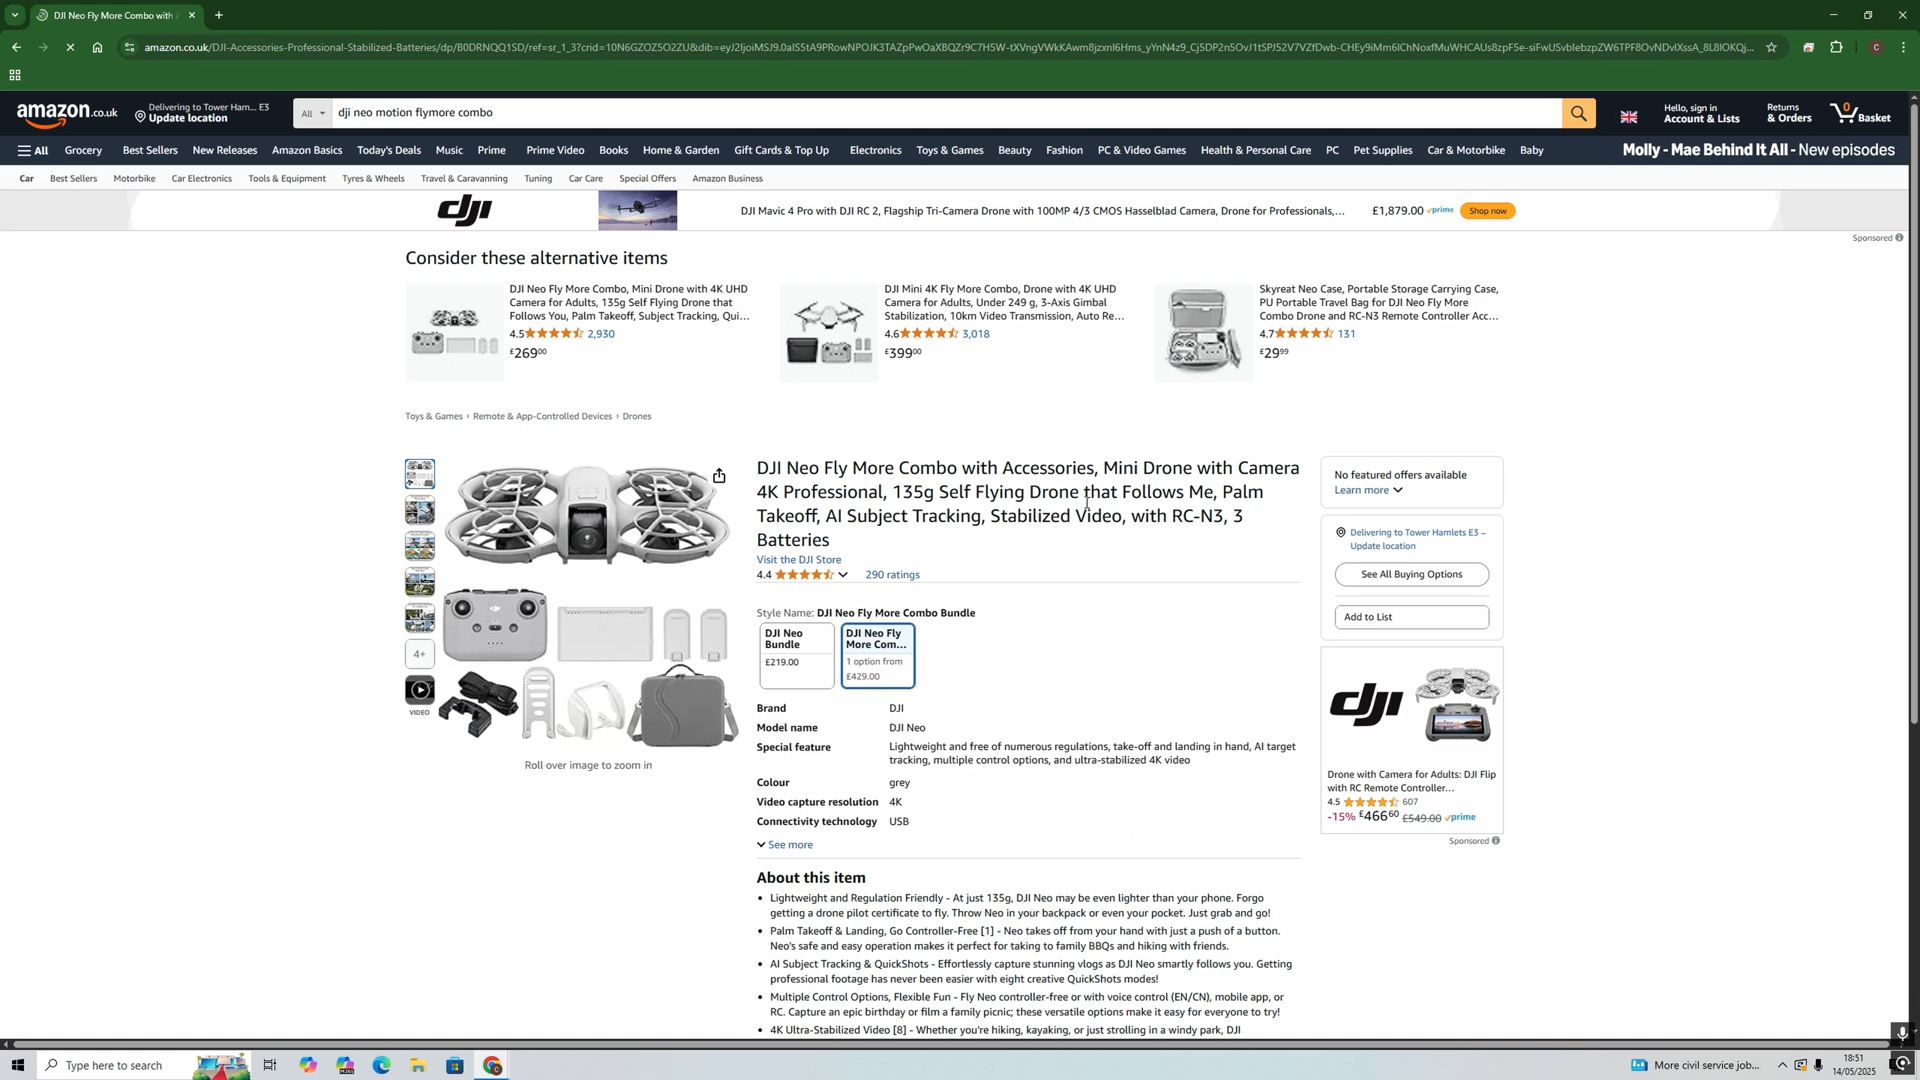 DJI Neo Fly More Combo with A
amazon.co.uk/DJI-Accessories-Professional-Stabilized-Batteries/dp/B0DRNQQ1SD/ref=sr_1_3?crid=10N6GZOZ5O2ZU&dib=
amazon.co.uk
Delivering to Tower Ham... E3
Update location
All
dji neo motion flymore combo
Hello, sign in
Account & Lists
Returns
& Orders
0
Basket
All Grocery Best Sellers New Releases Amazon Basics Today's Deals Music Prime Prime Video Books Home & Garden Gift Cards & Top Up Electronics Toys & Games Beauty Fashion PC & Video Games Health & Personal Care PC Pet Supplies Car & Motorbike Baby Molly - Mae Behind It All - New episodes
Car Best Sellers Motorbike Car Electronics Tools & Equipment Tyres & Wheels Travel & Caravanning Tuning Car Care Special Offers Amazon Business
dji DJI Mavic 4 Pro with DJI RC 2, Flagship Tri-Camera Drone with 100MP 4/3 CMOS Hasselblad Camera, Drone for Professionals,... £1,879.00 prime Shop now
Sponsored
Consider these alternative items
DJI Neo Fly More Combo, Mini Drone with 4K UHD
Camera for Adults, 135g Self Flying Drone that
Follows You, Palm Takeoff, Subject Tracking, Qui...
4.5 2,930
£269.00
DJI Mini 4K Fly More Combo, Drone with 4K UHD
Camera for Adults, Under 249 g, 3-Axis Gimbal
Stabilization, 10km Video Transmission, Auto Re...
4.6 3,018
£399.00
Skyreat Neo Case, Portable Storage Carrying Case,
PU Portable Travel Bag for DJI Neo Fly More
Combo Drone and RC-N3 Remote Controller Acc...
4.7 131
£29.99
Toys & Games › Remote & App-Controlled Devices › Drones
4+
VIDEO
Roll over image to zoom in
DJI Neo Fly More Combo with Accessories, Mini Drone with Camera
4K Professional, 135g Self Flying Drone that Follows Me, Palm
Takeoff, AI Subject Tracking, Stabilized Video, with RC-N3, 3
Batteries
Visit the DJI Store
4.4 290 ratings
Style Name: DJI Neo Fly More Combo Bundle
DJI Neo
Bundle
£219.00
DJI Neo Fly
More Com...
1 option from
£429.00
Brand DJI
Model name DJI Neo
Special feature Lightweight and free of numerous regulations, take-off and landing in hand, AI target
tracking, multiple control options, and ultra-stabilized 4K video
Colour grey
Video capture resolution 4K
Connectivity technology USB
See more
About this item
• Lightweight and Regulation Friendly - At just 135g, DJI Neo may be even lighter than your phone. Forgo
getting a drone pilot certificate to fly. Throw Neo in your backpack or even your pocket. Just grab and go!
• Palm Takeoff & Landing, Go Controller-Free [1] - Neo takes off from your hand with just a push of a button.
Neo's safe and easy operation makes it perfect for taking to family BBQs and hiking with friends.
• AI Subject Tracking & QuickShots - Effortlessly capture stunning vlogs as DJI Neo smartly follows you. Getting
professional footage has never been easier with eight creative QuickShots modes!
• Multiple Control Options, Flexible Fun - Fly Neo controller-free or with voice control (EN/CN), mobile app, or
RC. Capture an epic birthday or film a family picnic; these versatile options make it easy for everyone to try!
• 4K Ultra-Stabilized Video [8] - Whether you're hiking, kayaking, or just strolling in a windy park, DJI
No featured offers available
Learn more
Delivering to Tower Hamlets E3 –
Update location
See All Buying Options
Add to List
dji
Drone with Camera for Adults: DJI Flip
with RC Remote Controller...
4.5 607
-15% £466.60 £549.00 prime
Sponsored
Type here to search
More civil service job...
18:51
14/05/2025